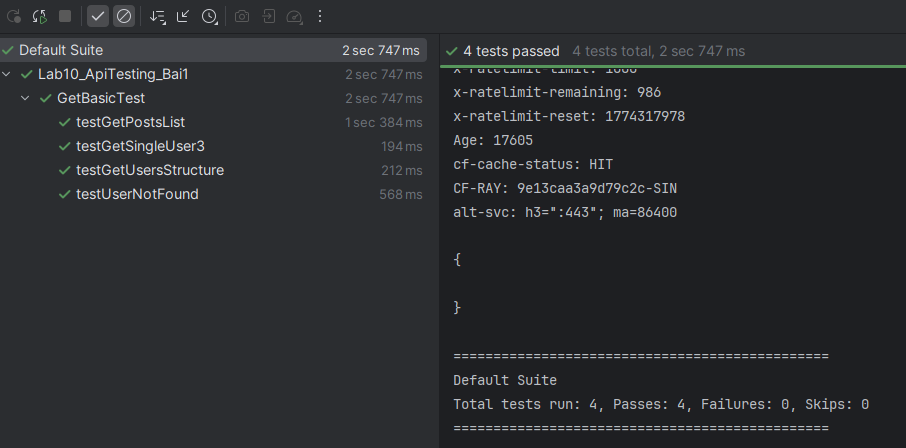 Default Suite 2 sec 747 ms
Lab10_ApiTesting_Bai1 2 sec 747 ms
GetBasicTest 2 sec 747 ms
testGetPostsList 1 sec 384 ms
testGetSingleUser3 194 ms
testGetUsersStructure 212 ms
testUserNotFound 568 ms
4 tests passed 4 tests total, 2 sec 747 ms
x-ratelimit-limit: 1000
x-ratelimit-remaining: 986
x-ratelimit-reset: 1774317978
Age: 17605
cf-cache-status: HIT
CF-RAY: 9e13caa3a9d79c2c-SIN
alt-svc: h3=":443"; ma=86400
{
}
===============================================
Default Suite
Total tests run: 4, Passes: 4, Failures: 0, Skips: 0
===============================================